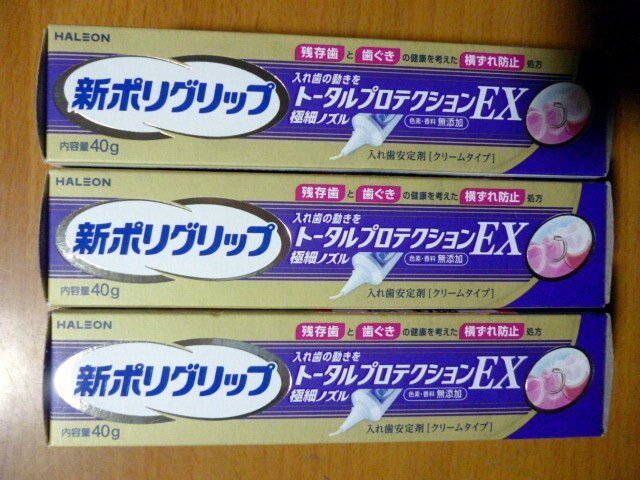 HALEON
残存歯 と 歯ぐき の健康を考えた 横ずれ防止 処方
新ポリグリップ
入れ歯の動きを
トータルプロテクションEX
極細ノズル
色素・香料 無添加
内容量40g
入れ歯安定剤[クリームタイプ]
HALEON
残存歯 と 歯ぐき の健康を考えた 横ずれ防止 処方
新ポリグリップ
入れ歯の動きを
トータルプロテクションEX
極細ノズル
色素・香料 無添加
内容量40g
入れ歯安定剤[クリームタイプ]
HALEON
残存歯 と 歯ぐき の健康を考えた 横ずれ防止 処方
新ポリグリップ
入れ歯の動きを
トータルプロテクションEX
極細ノズル
色素・香料 無添加
内容量40g
入れ歯安定剤[クリームタイプ]